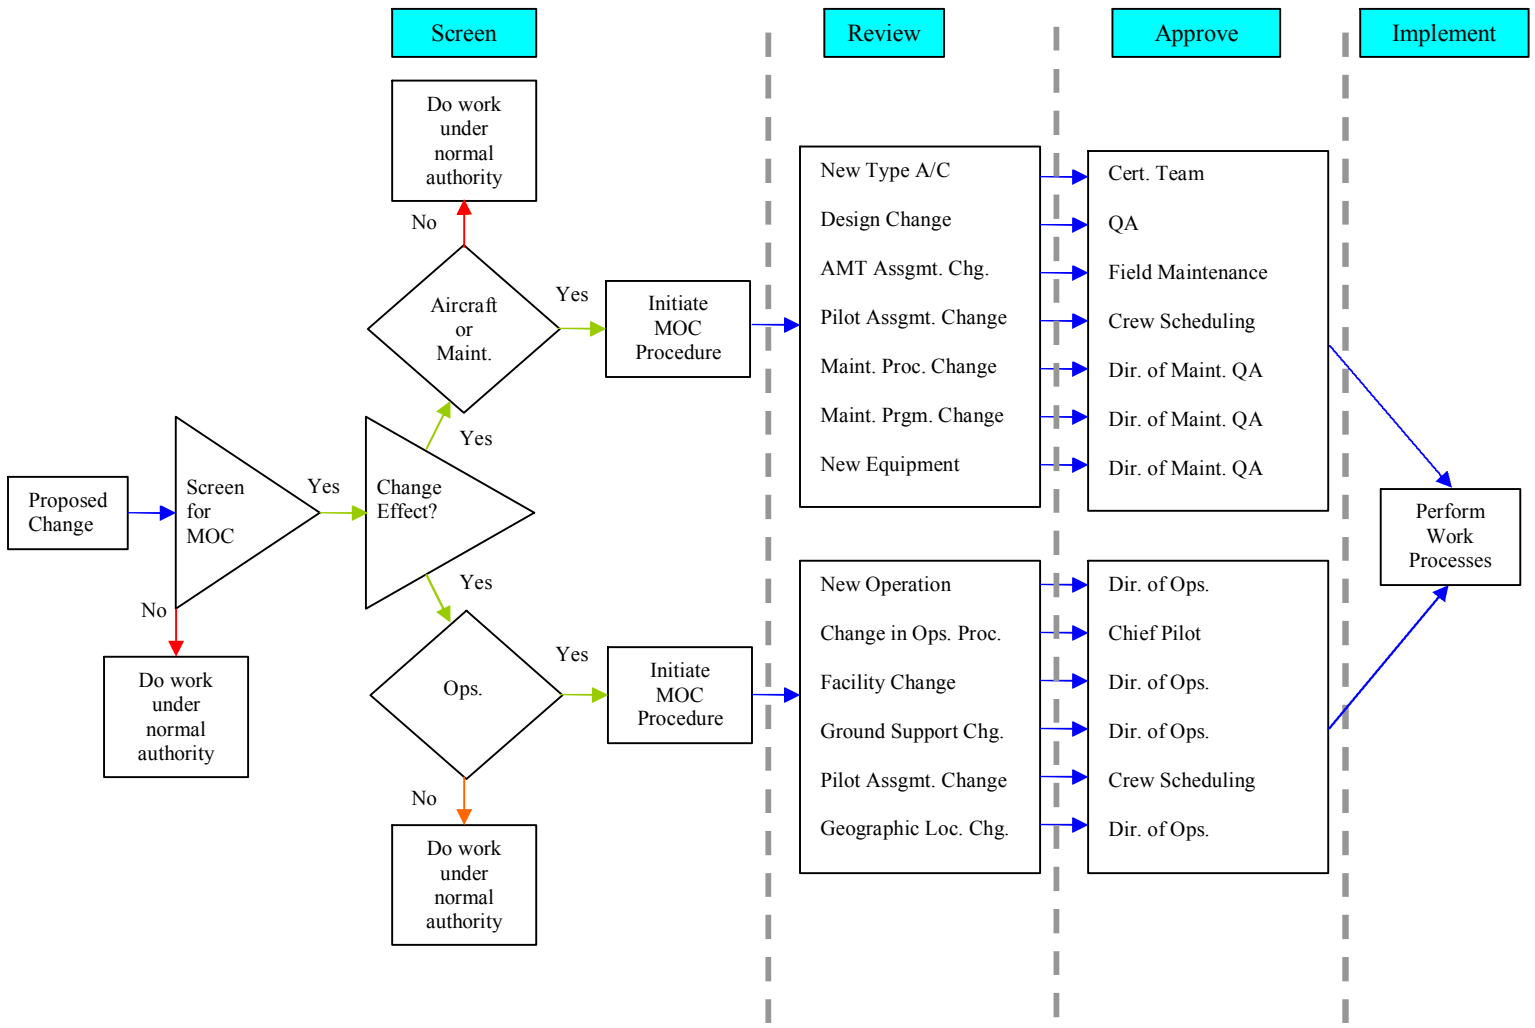 Screen
Review
Approve
Implement
Do work
under
normal
authority
No
Aircraft
or
Maint.
Yes
Initiate
MOC
Procedure
Yes
Proposed
Change
Screen
for
MOC
Yes
Change
Effect?
No
Do work
under
normal
authority
Yes
Ops.
Yes
Initiate
MOC
Procedure
No
Do work
under
normal
authority
New Type A/C
Design Change
AMT Assgmt. Chg.
Pilot Assgmt. Change
Maint. Proc. Change
Maint. Prgm. Change
New Equipment
Cert. Team
QA
Field Maintenance
Crew Scheduling
Dir. of Maint. QA
Dir. of Maint. QA
Dir. of Maint. QA
New Operation
Change in Ops. Proc.
Facility Change
Ground Support Chg.
Pilot Assgmt. Change
Geographic Loc. Chg.
Dir. of Ops.
Chief Pilot
Dir. of Ops.
Dir. of Ops.
Crew Scheduling
Dir. of Ops.
Perform
Work
Processes